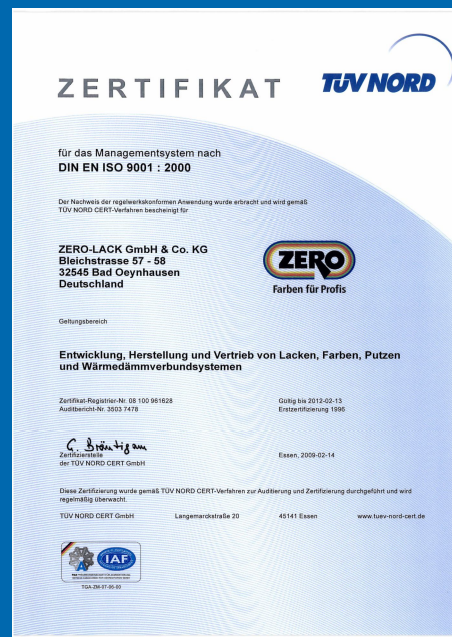 ZERTIFIKAT
TÜV NORD
für das Managementsystem nach
DIN EN ISO 9001 : 2000
Der Nachweis der regelwerkskonformen Anwendung wurde erbracht und wird gemäß
TÜV NORD CERT-Verfahren bescheinigt für
ZERO-LACK GmbH & Co. KG
Bleichstrasse 57 - 58
32545 Bad Oeynhausen
Deutschland
ZERO
Farben für Profis
Geltungsbereich
Entwicklung, Herstellung und Vertrieb von Lacken, Farben, Putzen
und Wärmedämmverbundsystemen
Zertifikat-Registrier-Nr. 08 100 961628
Auditbericht-Nr. 3503 7478
Gültig bis 2012-02-13
Erstzertifizierung 1996
G. Bräutigam
Zertifizierstelle
der TÜV NORD CERT GmbH
Essen, 2009-02-14
Diese Zertifizierung wurde gemäß TÜV NORD CERT-Verfahren zur Auditierung und Zertifizierung durchgeführt und wird
regelmäßig überwacht.
TÜV NORD CERT GmbH Langemarckstraße 20 45141 Essen www.tuev-nord-cert.de
IAF
TGA-ZM-07-06-00